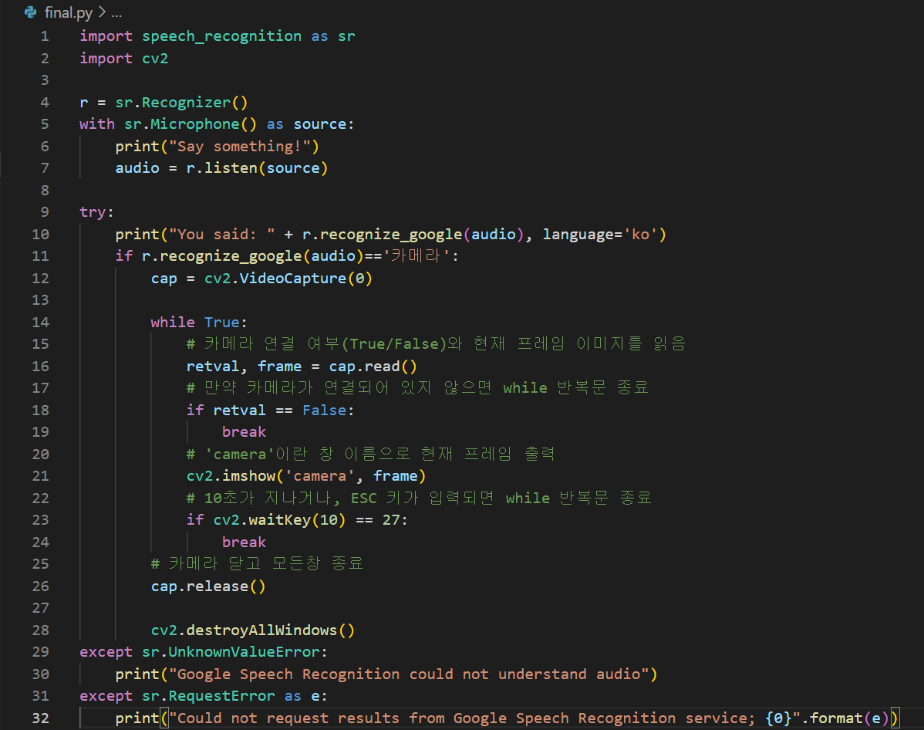 final.py > ...
1 import speech_recognition as sr
2 import cv2
3
4 r = sr.Recognizer()
5 with sr.Microphone() as source:
6     print("Say something!")
7     audio = r.listen(source)
8
9 try:
10     print("You said: " + r.recognize_google(audio), language='ko')
11     if r.recognize_google(audio)=='카메라':
12         cap = cv2.VideoCapture(0)
13
14         while True:
15             # 카메라 연결 여부(True/False)와 현재 프레임 이미지를 읽음
16             retval, frame = cap.read()
17             # 만약 카메라가 연결되어 있지 않으면 while 반복문 종료
18             if retval == False:
19                 break
20             # 'camera'이란 창 이름으로 현재 프레임 출력
21             cv2.imshow('camera', frame)
22             # 10초가 지나거나, ESC 키가 입력되면 while 반복문 종료
23             if cv2.waitKey(10) == 27:
24                 break
25         # 카메라 닫고 모든창 종료
26         cap.release()
27
28         cv2.destroyAllWindows()
29 except sr.UnknownValueError:
30     print("Google Speech Recognition could not understand audio")
31 except sr.RequestError as e:
32     print("Could not request results from Google Speech Recognition service; {0}".format(e))